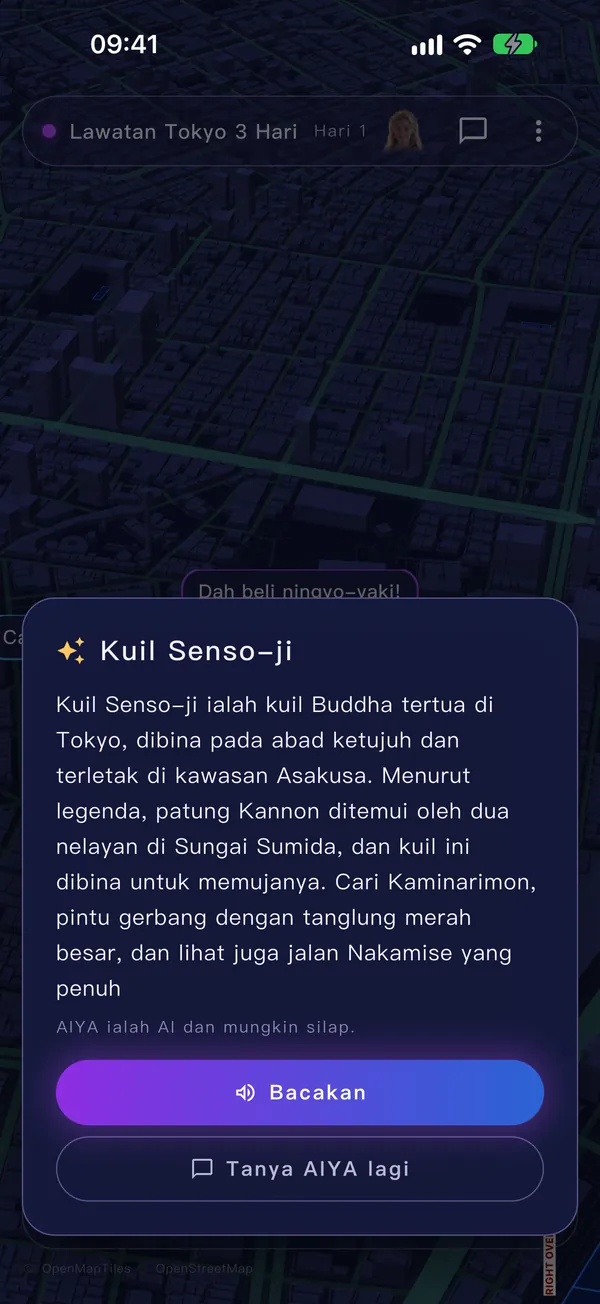 09:41
Lawatan Tokyo 3 Hari Hari 1
Dah beli ningyo-yaki!
Kuil Senso-ji
Kuil Senso-ji ialah kuil Buddha tertua di
Tokyo, dibina pada abad ketujuh dan
terletak di kawasan Asakusa. Menurut
legenda, patung Kannon ditemui oleh dua
nelayan di Sungai Sumida, dan kuil ini
dibina untuk memujanya. Cari Kaminarimon,
pintu gerbang dengan tanglung merah
besar, dan lihat juga jalan Nakamise yang
penuh
AIYA ialah AI dan mungkin silap.
Bacakan
Tanya AIYA lagi
OpenMapTiles OpenStreetMap
RIGHT